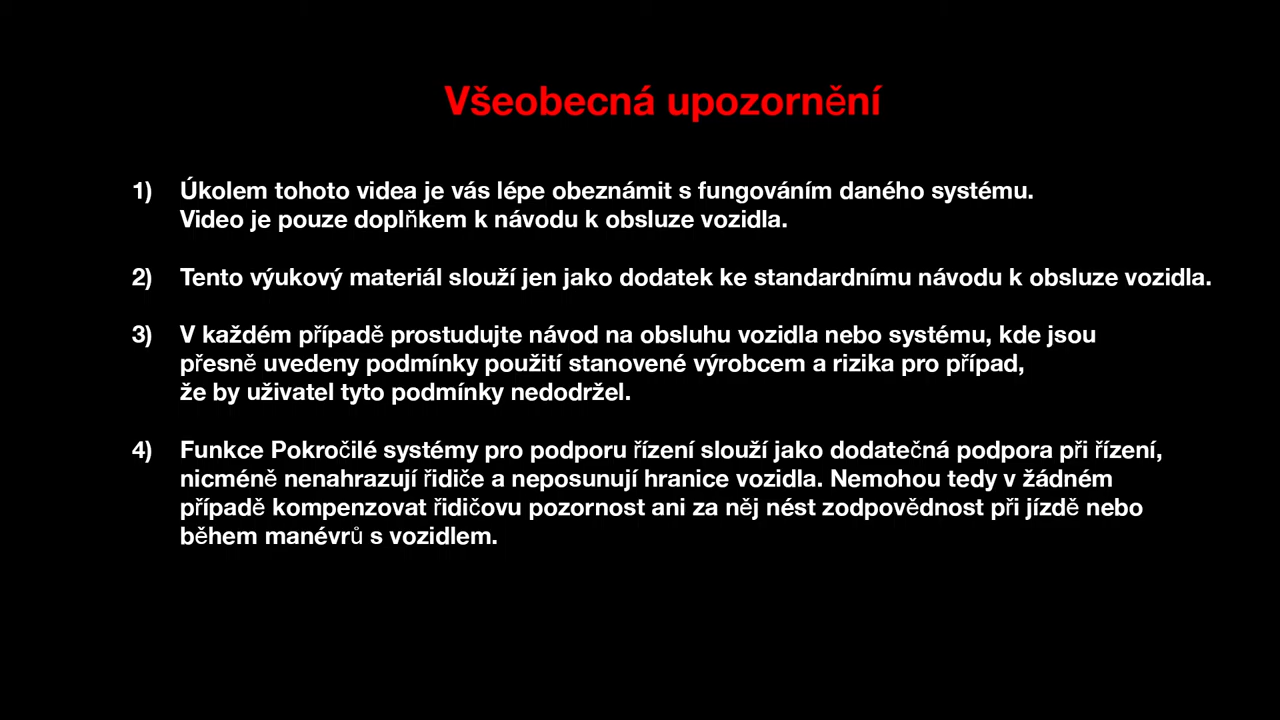 Všeobecná upozornění
1) Úkolem tohoto videa je vás lépe obeznámit s fungováním daného systému.
Video je pouze doplňkem k návodu k obsluze vozidla.
2) Tento výukový materiál slouží jen jako dodatek ke standardnímu návodu k obsluze vozidla.
3) V každém případě prostudujte návod na obsluhu vozidla nebo systému, kde jsou
přesně uvedeny podmínky použití stanovené výrobcem a rizika pro případ,
že by uživatel tyto podmínky nedodržel.
4) Funkce Pokročilé systémy pro podporu řízení slouží jako dodatečná podpora při řízení,
nicméně nenahrazují řidiče a neposunují hranice vozidla. Nemohou tedy v žádném
případě kompenzovat řidičovu pozornost ani za něj nést zodpovědnost při jízdě nebo
během manévrů s vozidlem.